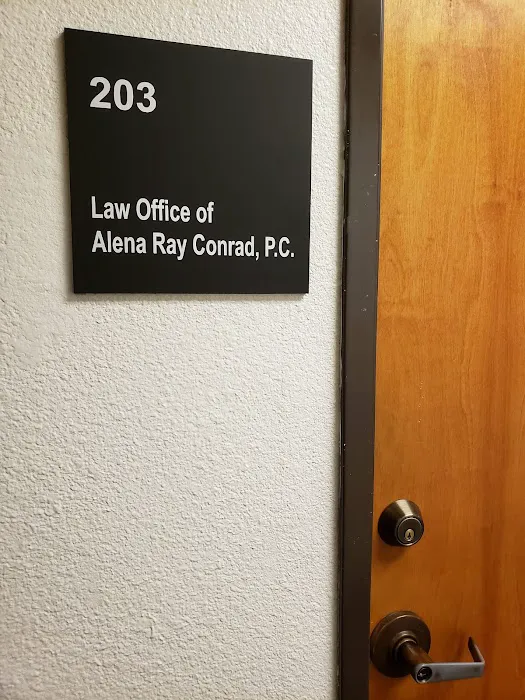 203
Law Office of
Alena Ray Conrad, P.C.